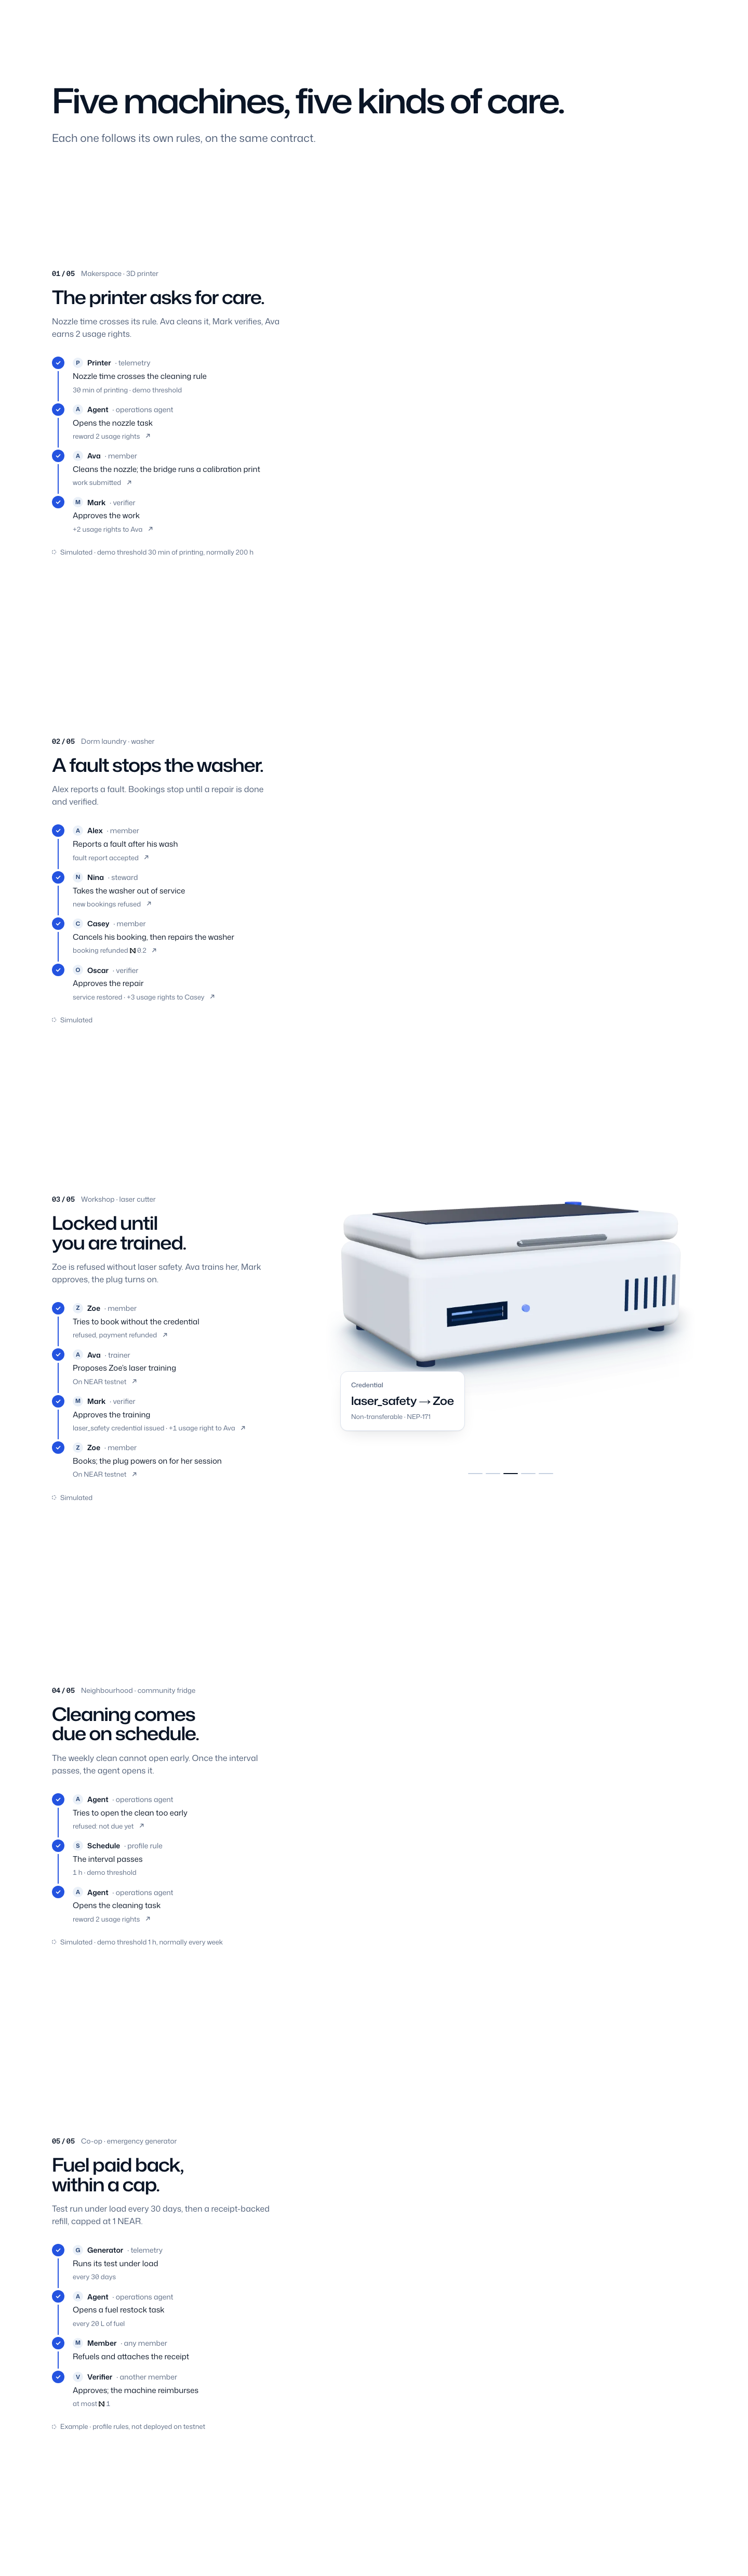 Five machines, five kinds of care.
Each one follows its own rules, on the same contract.
01 / 05 Makerspace · 3D printer
The printer asks for care.
Nozzle time crosses its rule. Ava cleans it, Mark verifies, Ava
earns 2 usage rights.
P Printer · telemetry
Nozzle time crosses the cleaning rule
30 min of printing · demo threshold
A Agent · operations agent
Opens the nozzle task
reward 2 usage rights ↗
A Ava · member
Cleans the nozzle; the bridge runs a calibration print
work submitted ↗
M Mark · verifier
Approves the work
+2 usage rights to Ava ↗
Simulated · demo threshold 30 min of printing, normally 200 h
02 / 05 Dorm laundry · washer
A fault stops the washer.
Alex reports a fault. Bookings stop until a repair is done
and verified.
A Alex · member
Reports a fault after his wash
fault report accepted ↗
N Nina · steward
Takes the washer out of service
new bookings refused ↗
C Casey · member
Cancels his booking, then repairs the washer
booking refunded N 0.2 ↗
O Oscar · verifier
Approves the repair
service restored · +3 usage rights to Casey ↗
Simulated
03 / 05 Workshop · laser cutter
Locked until
you are trained.
Zoe is refused without laser safety. Ava trains her, Mark
approves, the plug turns on.
Z Zoe · member
Tries to book without the credential
refused, payment refunded ↗
A Ava · trainer
Proposes Zoe's laser training
On NEAR testnet ↗
M Mark · verifier
Approves the training
laser_safety credential issued · +1 usage right to Ava ↗
Z Zoe · member
Books; the plug powers on for her session
On NEAR testnet ↗
Simulated
Credential
laser_safety → Zoe
Non-transferable · NEP-171
04 / 05 Neighbourhood · community fridge
Cleaning comes
due on schedule.
The weekly clean cannot open early. Once the interval
passes, the agent opens it.
A Agent · operations agent
Tries to open the clean too early
refused: not due yet ↗
S Schedule · profile rule
The interval passes
1 h · demo threshold
A Agent · operations agent
Opens the cleaning task
reward 2 usage rights ↗
Simulated · demo threshold 1 h, normally every week
05 / 05 Co-op · emergency generator
Fuel paid back,
within a cap.
Test run under load every 30 days, then a receipt-backed
refill, capped at 1 NEAR.
G Generator · telemetry
Runs its test under load
every 30 days
A Agent · operations agent
Opens a fuel restock task
every 20 L of fuel
M Member · any member
Refuels and attaches the receipt
V Verifier · another member
Approves; the machine reimburses
at most N 1
Example · profile rules, not deployed on testnet